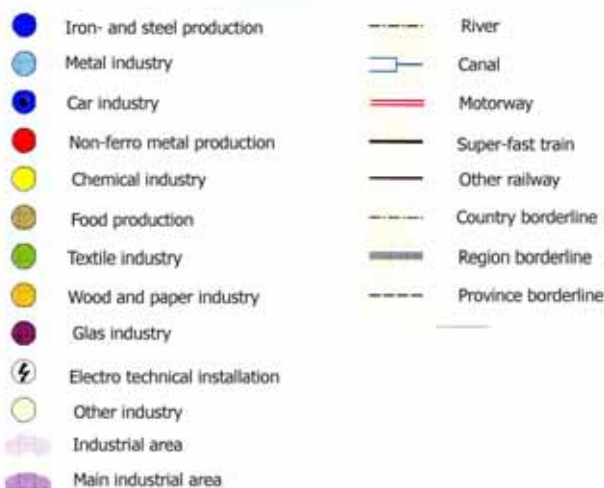 Iron- and steel production
Metal industry
Car industry
Non-ferro metal production
Chemical industry
Food production
Textile industry
Wood and paper industry
Glas industry
Electro technical installation
Other industry
Industrial area
Main industrial area
River
Canal
Motorway
Super-fast train
Other railway
Country borderline
Region borderline
Province borderline